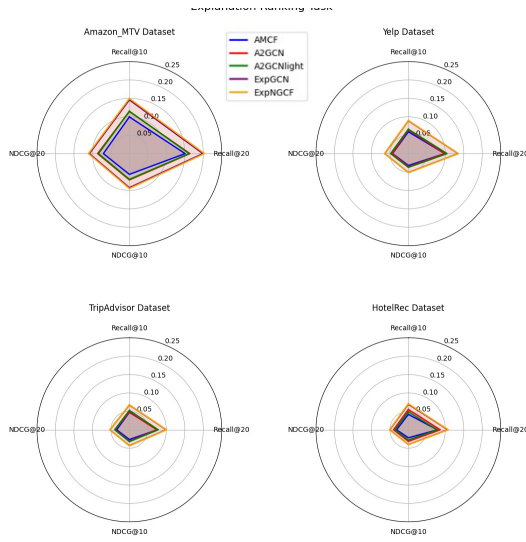 Explanation Ranking Task
Amazon_MTV Dataset
Recall@10
0.25
0.20
0.15
0.10
0.05
NDCG@20
Recall@20
NDCG@10
AMCF
A2GCN
A2GCNlight
ExpGCN
ExpNGCF
Yelp Dataset
Recall@10
0.25
0.20
0.15
0.10
0.05
NDCG@20
Recall@20
NDCG@10
TripAdvisor Dataset
Recall@10
0.25
0.20
0.15
0.10
0.05
NDCG@20
Recall@20
NDCG@10
HotelRec Dataset
Recall@10
0.25
0.20
0.15
0.10
0.05
NDCG@20
Recall@20
NDCG@10